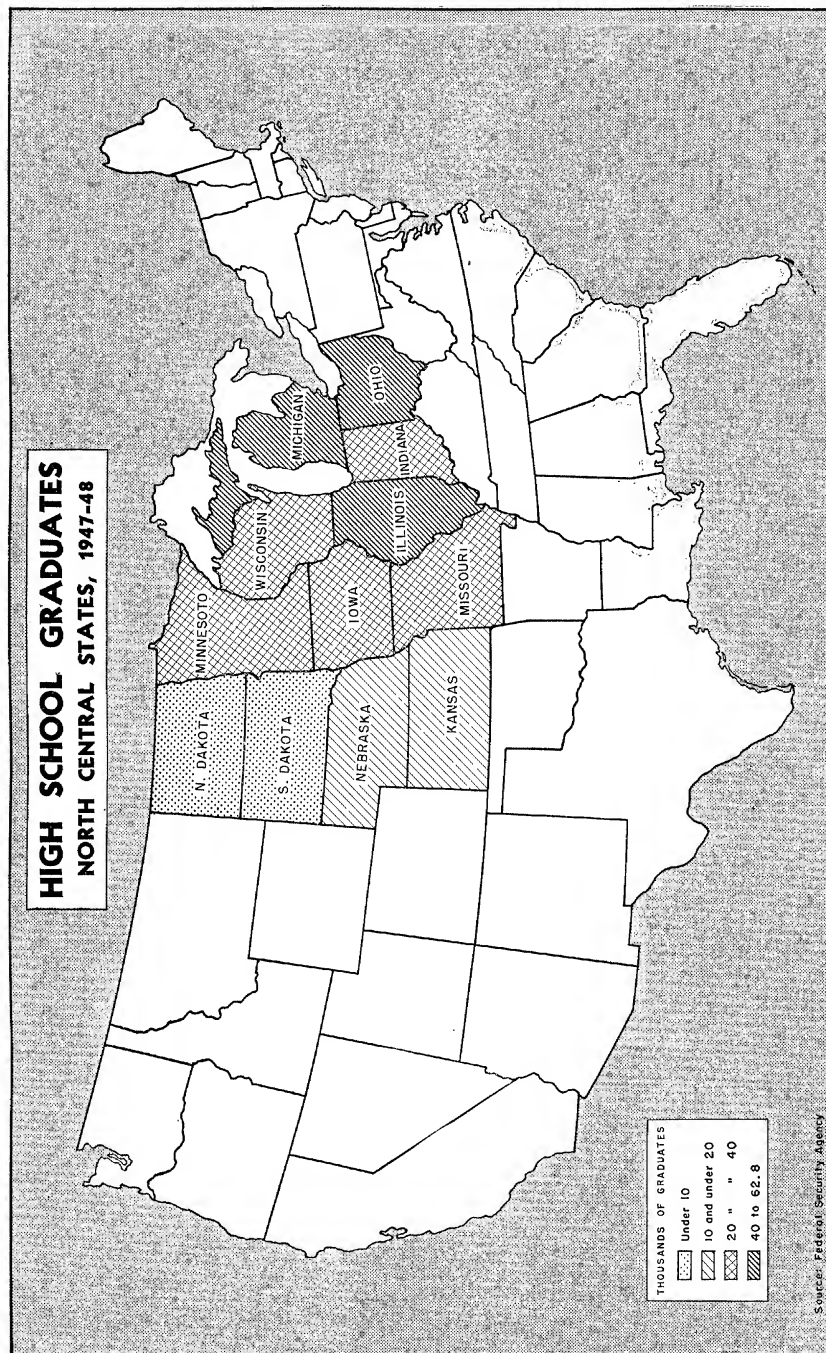 HIGH SCHOOL GRADUATES
NORTH CENTRAL STATES, 1947-48
N. DAKOTA
S. DAKOTA
NEBRASKA
KANSAS
MINNESOTO
IOWA
MISSOURI
WISCONSIN
ILLINOIS
MICHIGAN
INDIANA
OHIO
THOUSANDS OF GRADUATES
Under 10
10 and under 20
20 " " 40
40 to 62.8
Source: Federal Security Agency